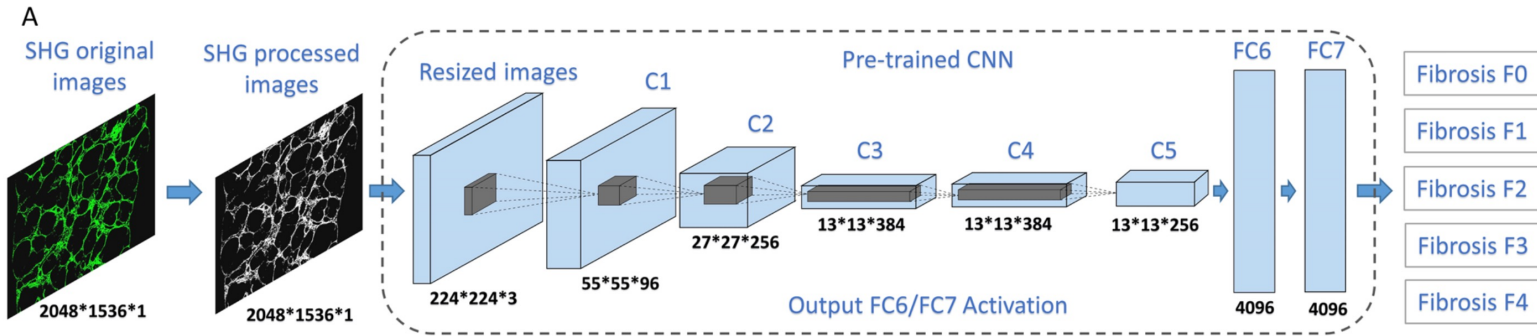 A
SHG original
images
2048*1536*1
SHG processed
images
2048*1536*1
Pre-trained CNN
Resized images
224*224*3
C1
55*55*96
C2
27*27*256
C3
13*13*384
C4
13*13*384
C5
13*13*256
FC6
4096
FC7
4096
Output FC6/FC7 Activation
Fibrosis F0
Fibrosis F1
Fibrosis F2
Fibrosis F3
Fibrosis F4